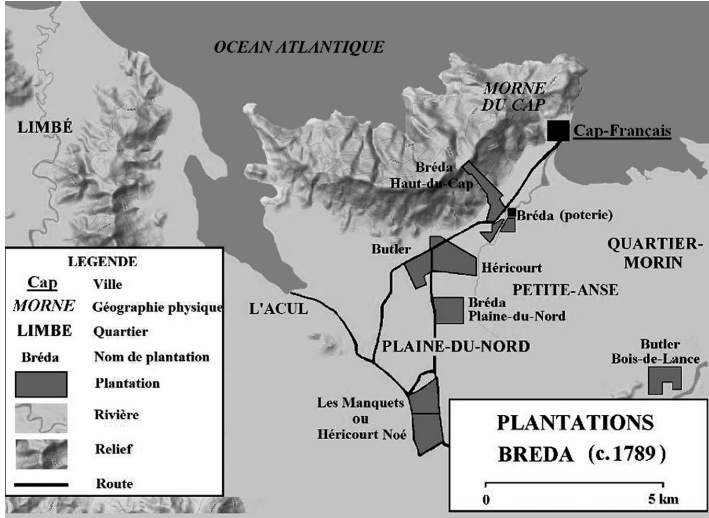 OCEAN ATLANTIQUE
MORNE
DU CAP
LIMBÉ
Cap-Français
Bréda
Haut-du-Cap
Bréda (poterie)
QUARTIER-
MORIN
Butler
Héricourt
PETITE-ANSE
L'ACUL
Bréda
Plaine-du-Nord
PLAINE-DU-NORD
Butler
Bois-de-Lance
Les Manquets
ou
Héricourt Noé
LEGENDE
Cap Ville
MORNE Géographie physique
LIMBE Quartier
Bréda Nom de plantation
Plantation
Rivière
Relief
Route
PLANTATIONS
BREDA (c.1789)
0 5 km